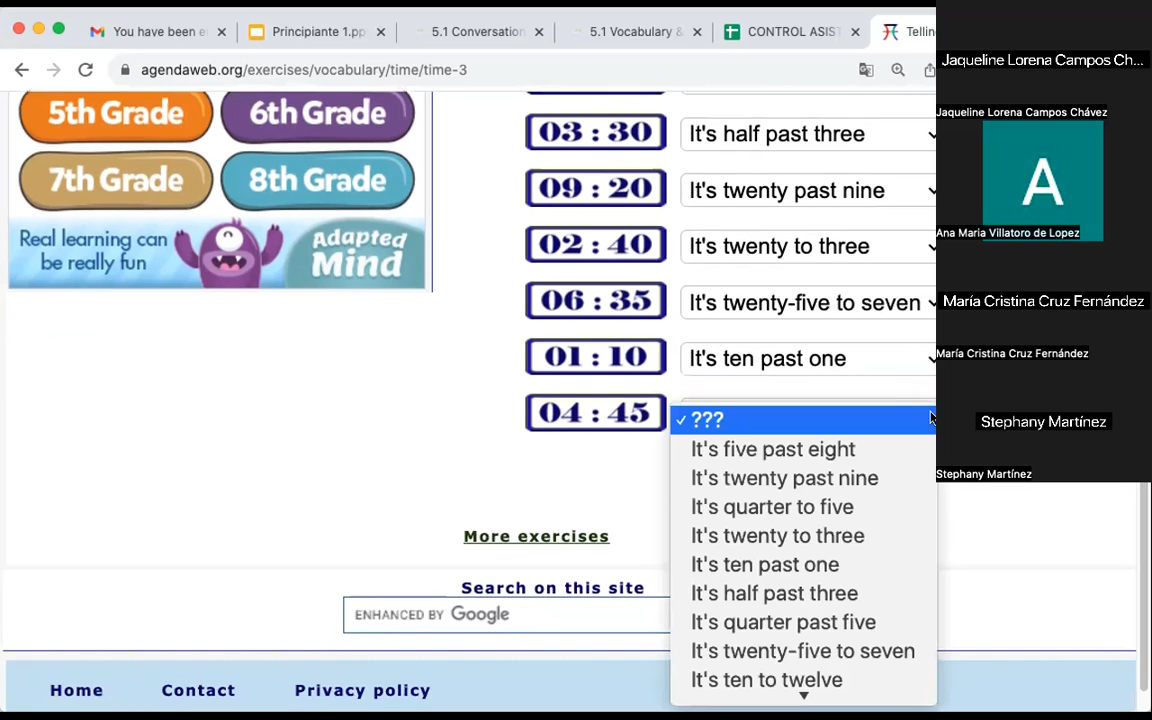 You have been e
Principiante 1.pp
5.1 Conversation
5.1 Vocabulary &
CONTROL ASIST
Tellin
agendaweb.org/exercises/vocabulary/time/time-3
5th Grade
6th Grade
7th Grade
8th Grade
Real learning can
be really fun
Adapted
Mind
03 : 30
It's half past three
09 : 20
It's twenty past nine
02 : 40
It's twenty to three
06 : 35
It's twenty-five to seven
01 : 10
It's ten past one
04 : 45
???
It's five past eight
It's twenty past nine
It's quarter to five
It's twenty to three
It's ten past one
It's half past three
It's quarter past five
It's twenty-five to seven
It's ten to twelve
More exercises
Search on this site
ENHANCED BY Google
Home
Contact
Privacy policy
Jaqueline Lorena Campos Ch...
Jaqueline Lorena Campos Chávez
A
Ana Maria Villatoro de Lopez
María Cristina Cruz Fernández
María Cristina Cruz Fernández
Stephany Martínez
Stephany Martínez